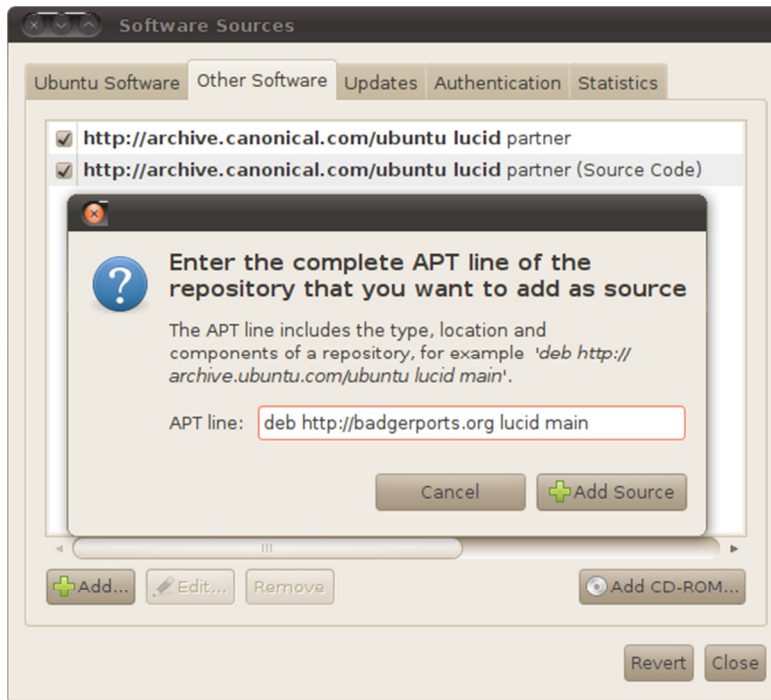 Software Sources
Ubuntu Software Other Software Updates Authentication Statistics
http://archive.canonical.com/ubuntu lucid partner
http://archive.canonical.com/ubuntu lucid partner (Source Code)
Enter the complete APT line of the
repository that you want to add as source
The APT line includes the type, location and
components of a repository, for example 'deb http://
archive.ubuntu.com/ubuntu lucid main'.
APT line: deb http://badgerports.org lucid main
Cancel Add Source
Add... Edit... Remove Add CD-ROM...
Revert Close